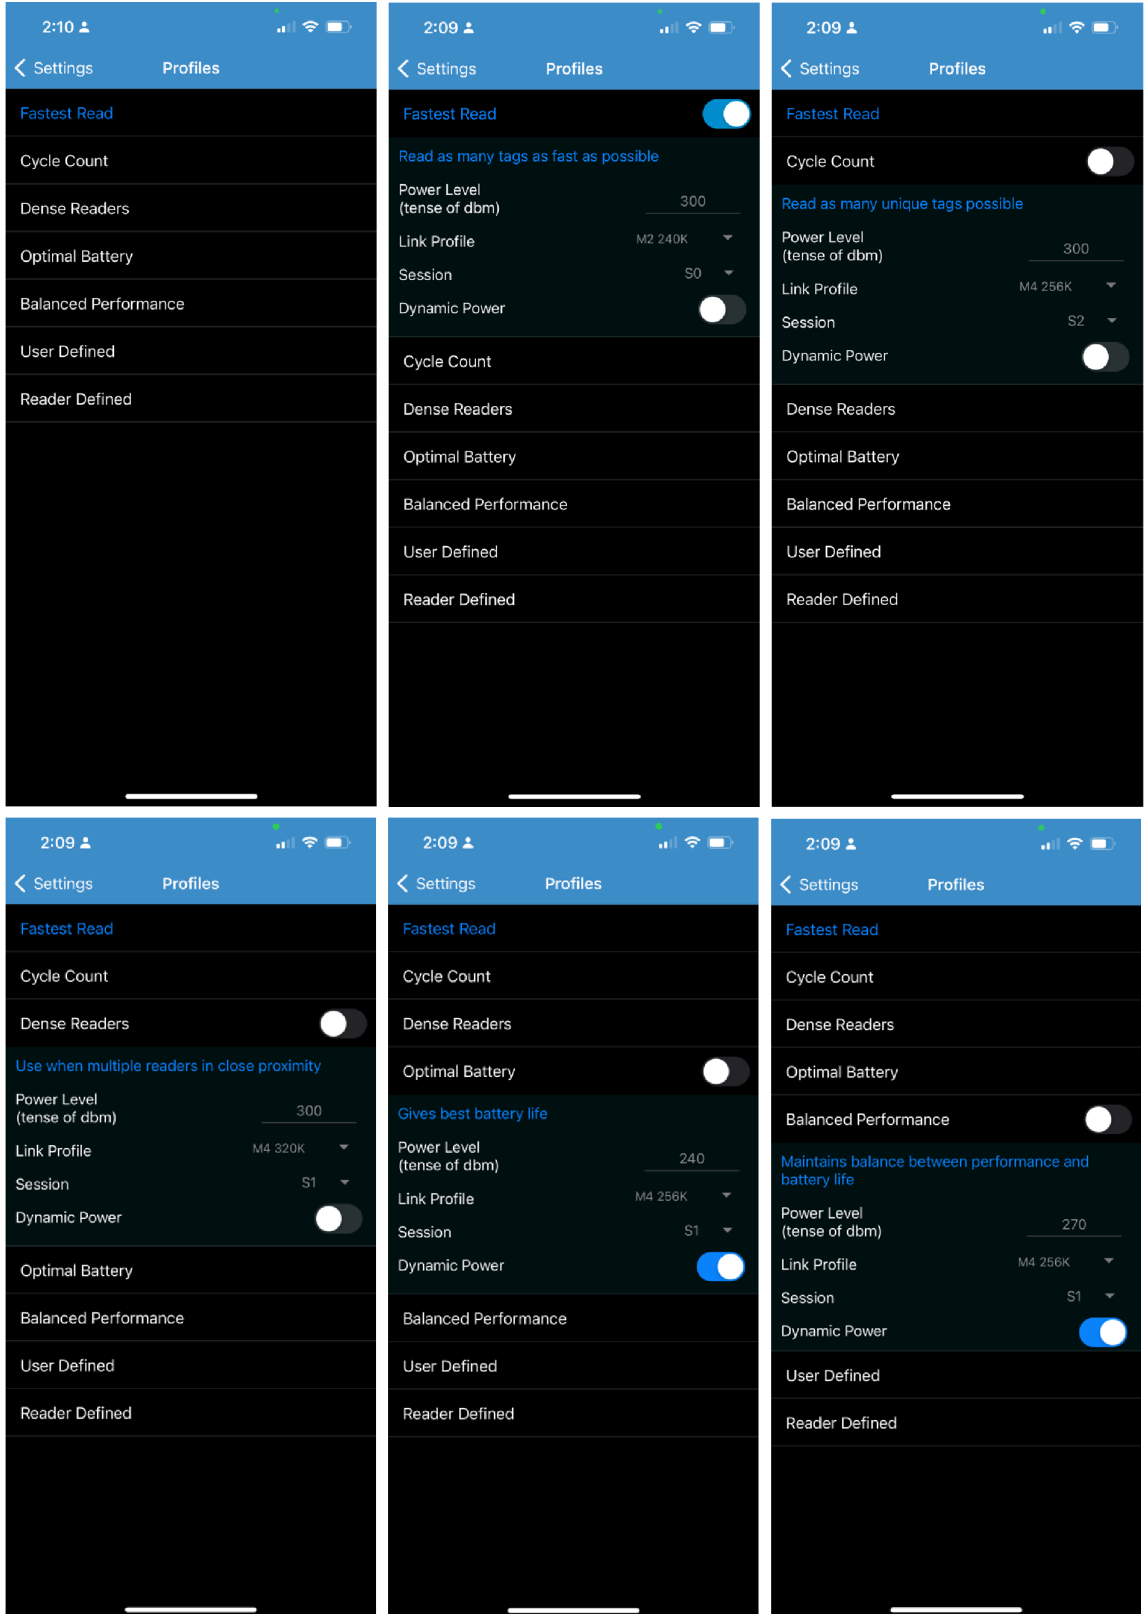 2:10
Settings
Profiles
Fastest Read
Cycle Count
Dense Readers
Optimal Battery
Balanced Performance
User Defined
Reader Defined
2:09
Settings
Profiles
Fastest Read
Read as many tags as fast as possible
Power Level
(tense of dbm)
300
Link Profile
M2 240K
Session
S0
Dynamic Power
Cycle Count
Dense Readers
Optimal Battery
Balanced Performance
User Defined
Reader Defined
2:09
Settings
Profiles
Fastest Read
Cycle Count
Read as many unique tags possible
Power Level
(tense of dbm)
300
Link Profile
M4 256K
Session
S2
Dynamic Power
Dense Readers
Optimal Battery
Balanced Performance
User Defined
Reader Defined
2:09
Settings
Profiles
Fastest Read
Cycle Count
Dense Readers
Use when multiple readers in close proximity
Power Level
(tense of dbm)
300
Link Profile
M4 320K
Session
S1
Dynamic Power
Optimal Battery
Balanced Performance
User Defined
Reader Defined
2:09
Settings
Profiles
Fastest Read
Cycle Count
Dense Readers
Optimal Battery
Gives best battery life
Power Level
(tense of dbm)
240
Link Profile
M4 256K
Session
S1
Dynamic Power
Balanced Performance
User Defined
Reader Defined
2:09
Settings
Profiles
Fastest Read
Cycle Count
Dense Readers
Optimal Battery
Balanced Performance
Maintains balance between performance and
battery life
Power Level
(tense of dbm)
270
Link Profile
M4 256K
Session
S1
Dynamic Power
User Defined
Reader Defined